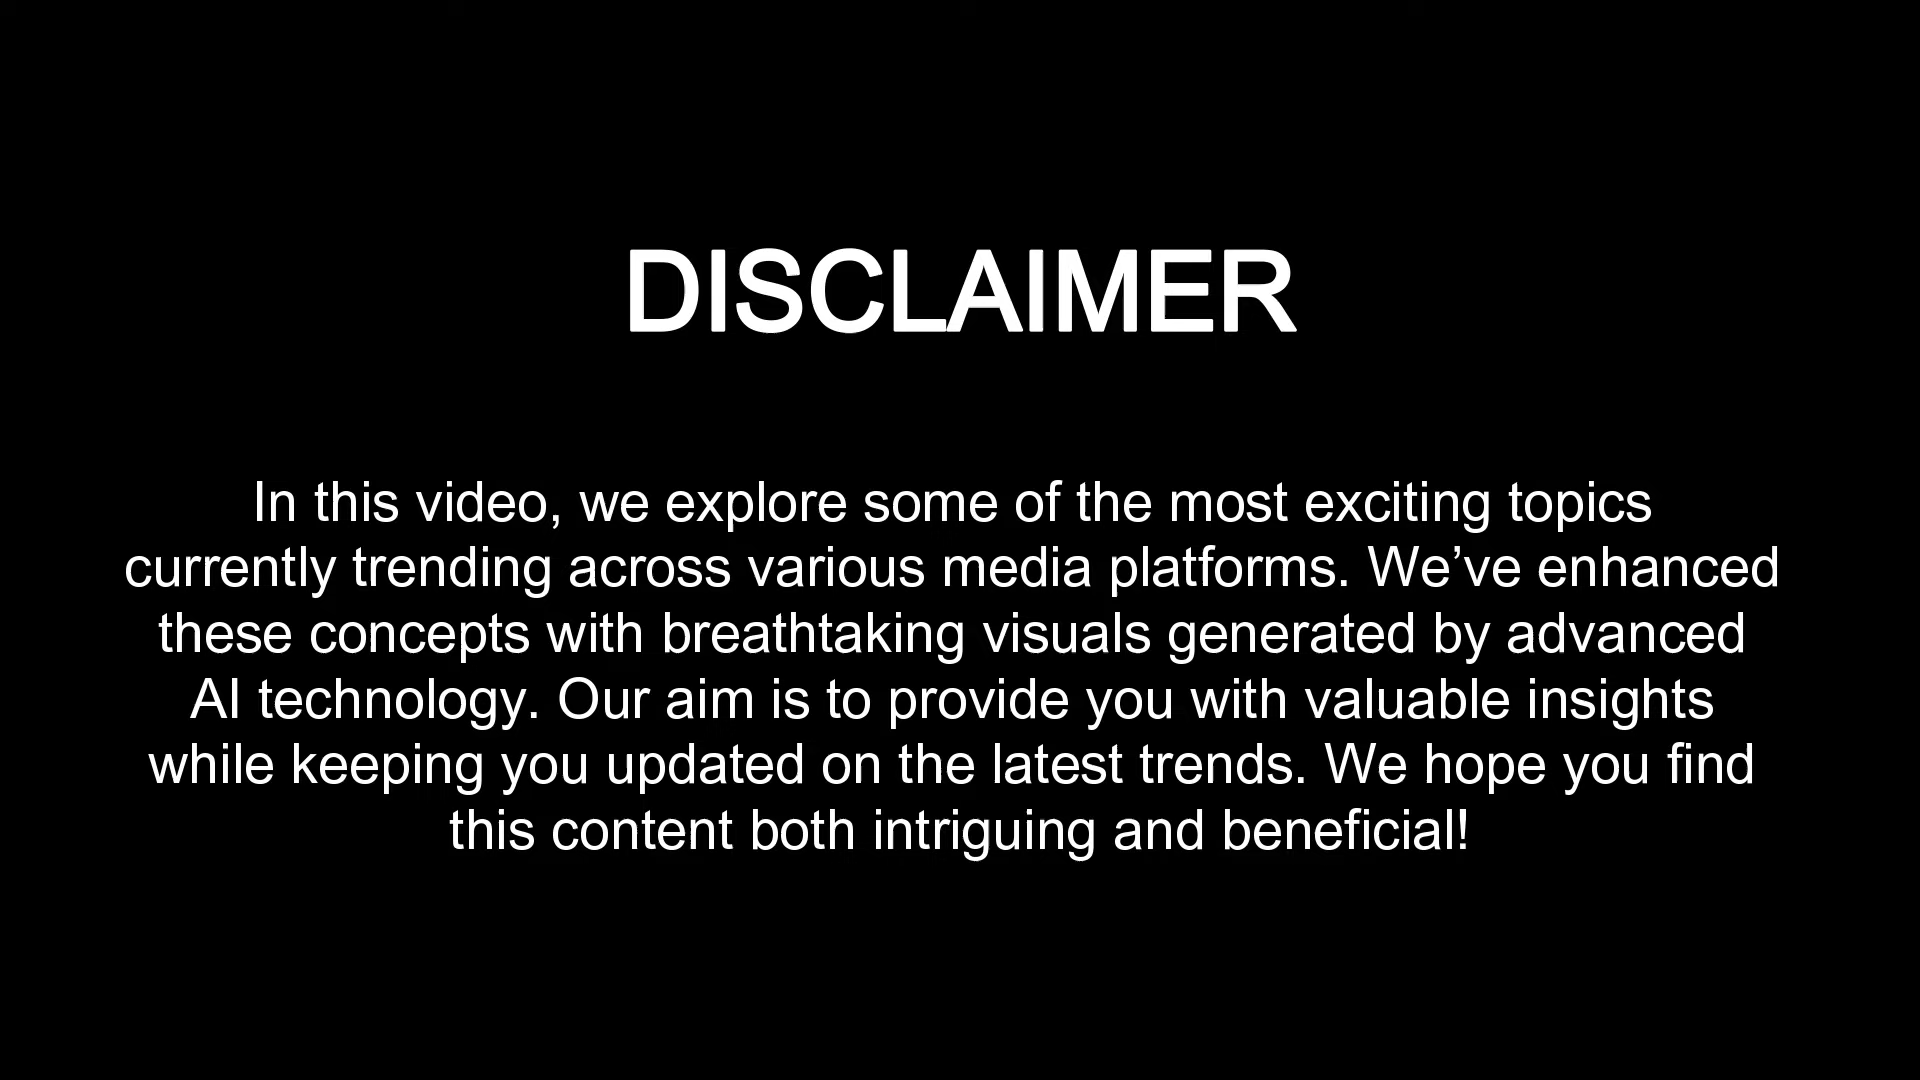 DISCLAIMER
In this video, we explore some of the most exciting topics
currently trending across various media platforms. We’ve enhanced
these concepts with breathtaking visuals generated by advanced
AI technology. Our aim is to provide you with valuable insights
while keeping you updated on the latest trends. We hope you find
this content both intriguing and beneficial!